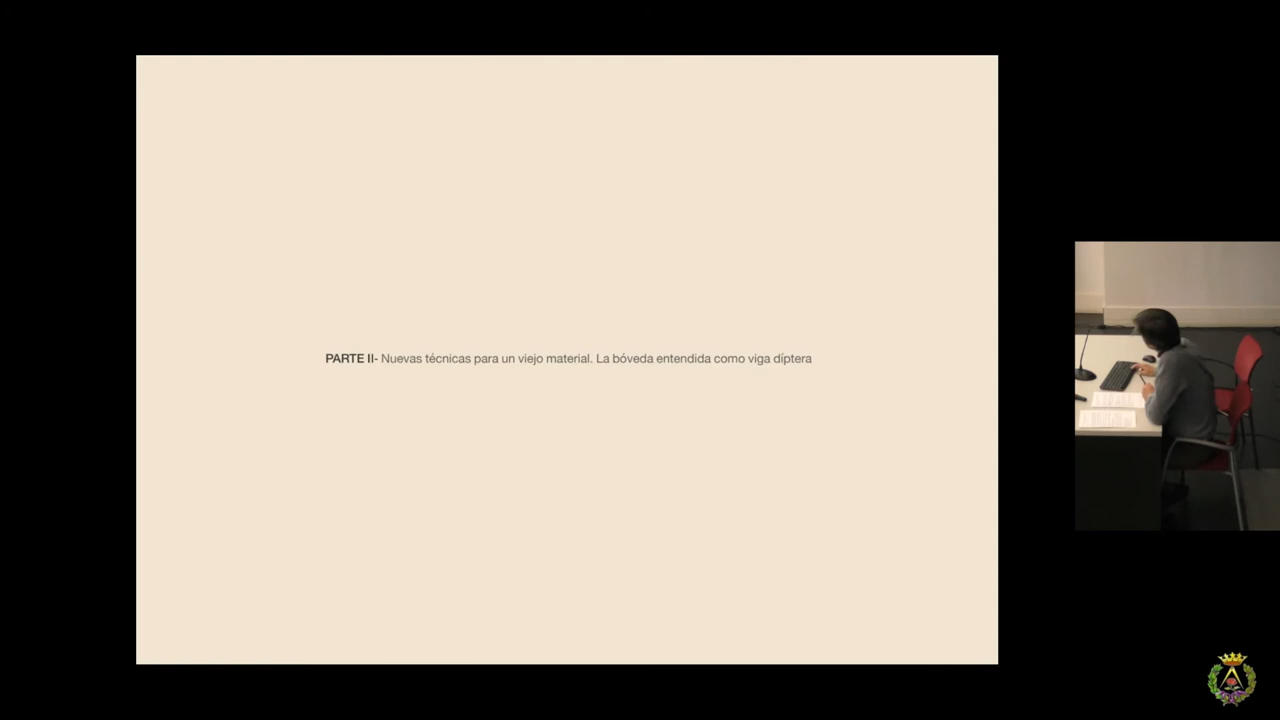 PARTE II- Nuevas técnicas para un viejo material. La bóveda entendida como viga díptera